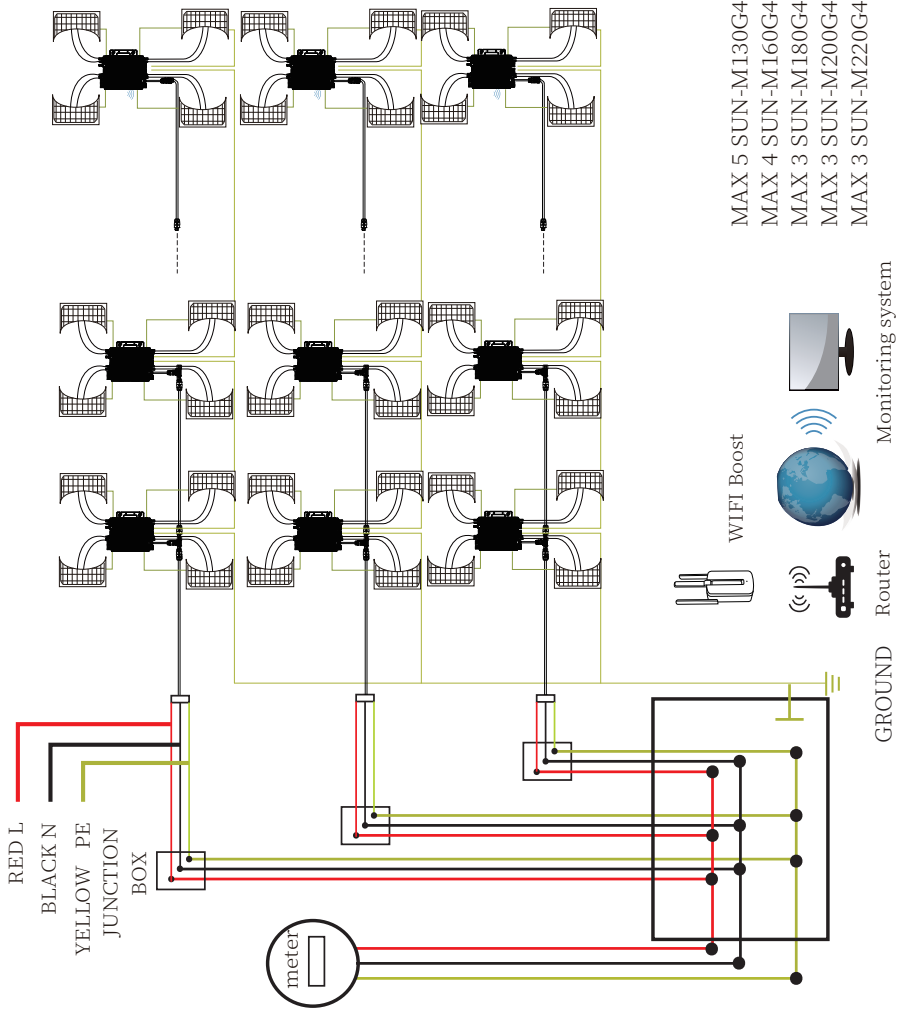 RED L
BLACK N
YELLOW PE
JUNCTION
BOX
meter
GROUND
Router
WIFI Boost
Monitoring system
MAX 5 SUN-M130G4
MAX 4 SUN-M160G4
MAX 3 SUN-M180G4
MAX 3 SUN-M200G4
MAX 3 SUN-M220G4